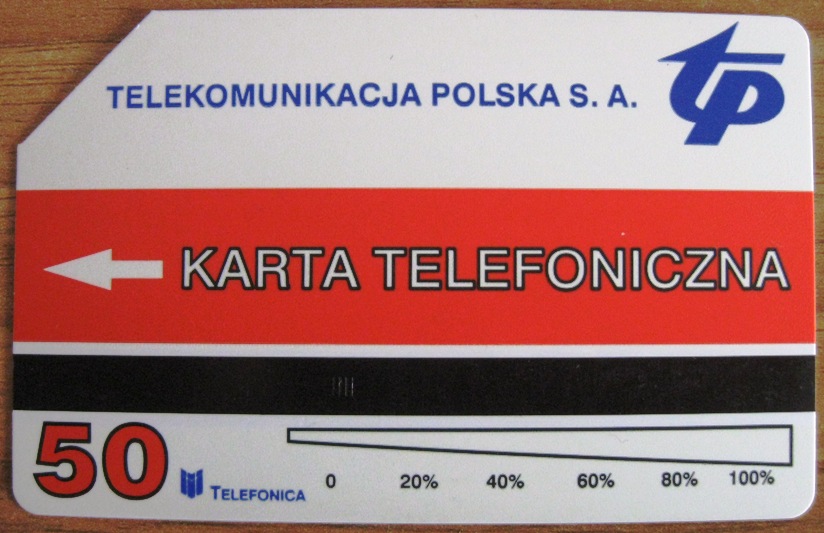 TELEKOMUNIKACJA POLSKA S. A.
tp
KARTA TELEFONICZNA
50
TELEFONICA
0 20% 40% 60% 80% 100%